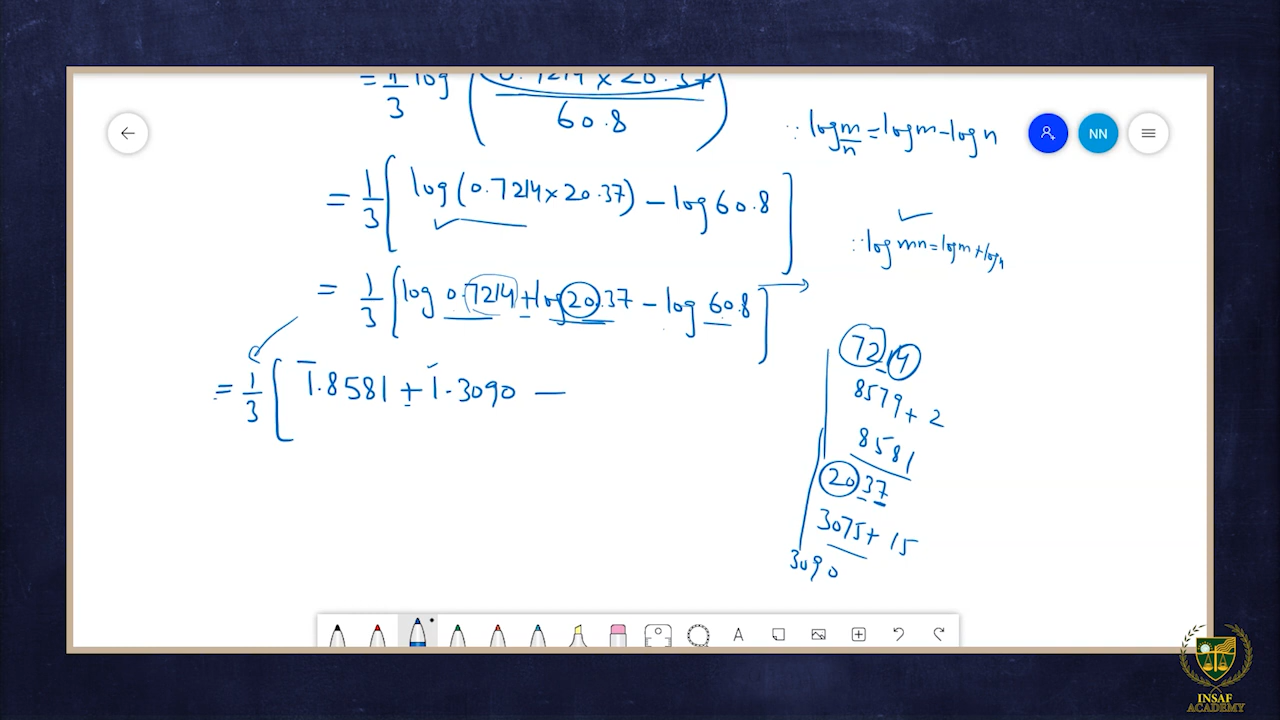 = 1/3 log (0.7214 × 20.37 / 60.8)
∵ log m/n = log m - log n
= 1/3 [ log (0.7214 × 20.37) - log 60.8 ]
∵ log mn = log m + log n
= 1/3 [ log 0.7214 + log 20.37 - log 60.8 ] →
= 1/3 [ 1̄.8581 + 1̄.3090 -
7214
8579 + 2
8581
2037
3075 + 15
3090
NN
A
INSAF
ACADEMY